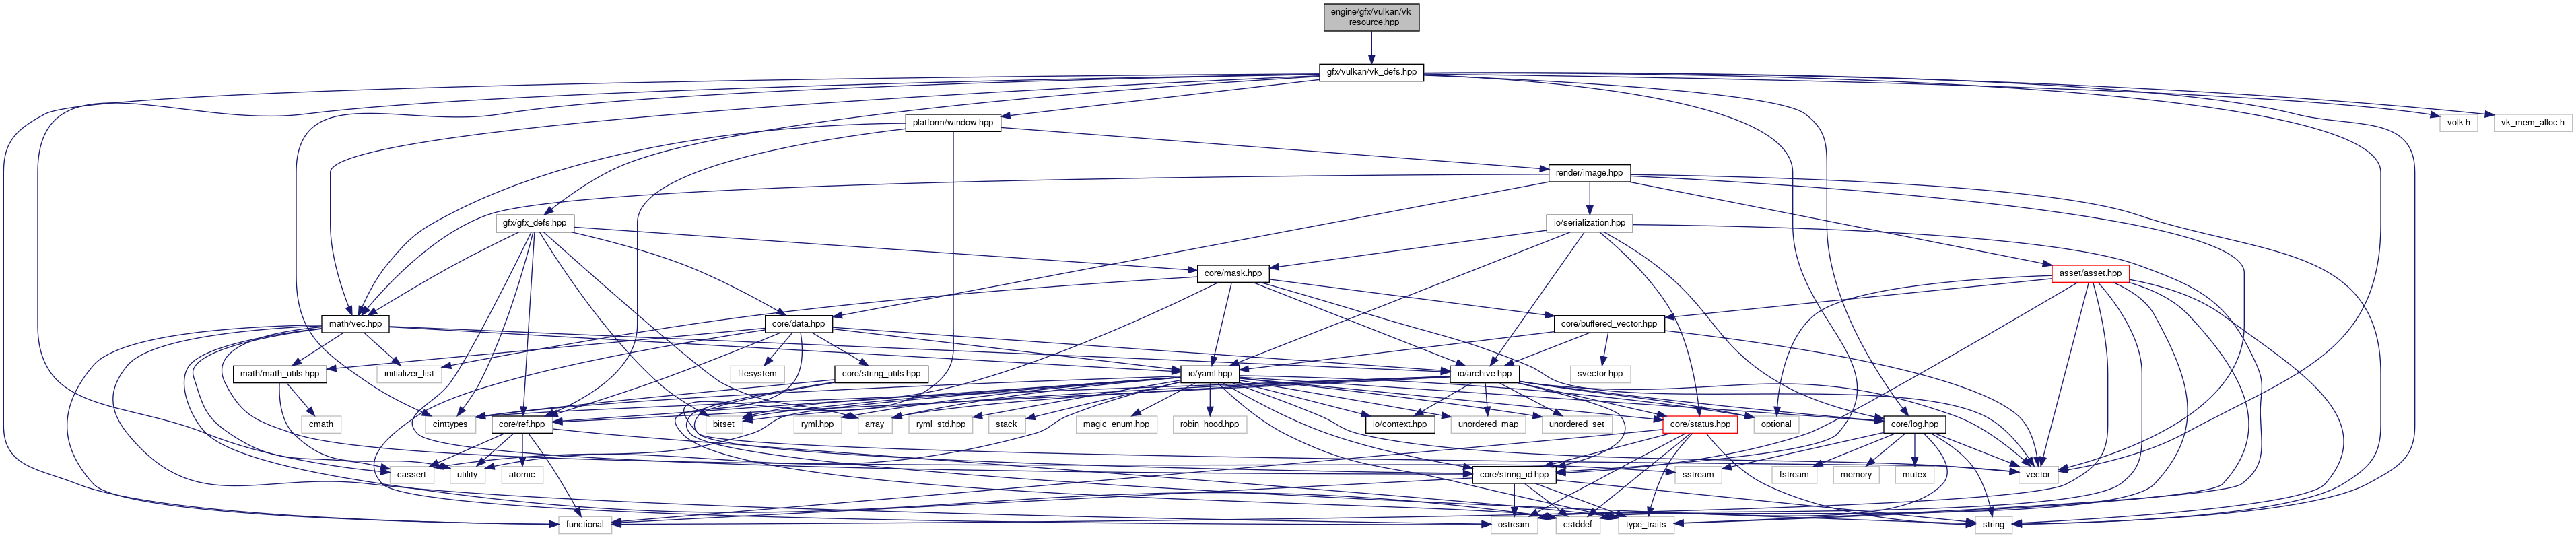 engine/gfx/vulkan/vk
_resource.hpp
gfx/vulkan/vk_defs.hpp
platform/window.hpp
volk.h
vk_mem_alloc.h
render/image.hpp
gfx/gfx_defs.hpp
io/serialization.hpp
core/mask.hpp
asset/asset.hpp
math/vec.hpp
core/data.hpp
core/buffered_vector.hpp
math/math_utils.hpp
initializer_list
filesystem
core/string_utils.hpp
io/yaml.hpp
io/archive.hpp
svector.hpp
cmath
cinttypes
core/ref.hpp
bitset
ryml.hpp
array
ryml_std.hpp
stack
magic_enum.hpp
robin_hood.hpp
io/context.hpp
unordered_map
unordered_set
core/status.hpp
optional
core/log.hpp
cassert
utility
atomic
core/string_id.hpp
sstream
fstream
memory
mutex
vector
functional
ostream
cstddef
type_traits
string